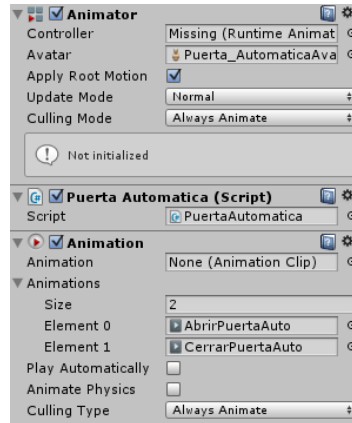 Animator
Controller Missing (Runtime Animat
Avatar Puerta_AutomaticaAva
Apply Root Motion
Update Mode Normal
Culling Mode Always Animate
Not initialized
Puerta Automatica (Script)
Script PuertaAutomatica
Animation
Animation None (Animation Clip)
Animations
Size 2
Element 0 AbrirPuertaAuto
Element 1 CerrarPuertaAuto
Play Automatically
Animate Physics
Culling Type Always Animate